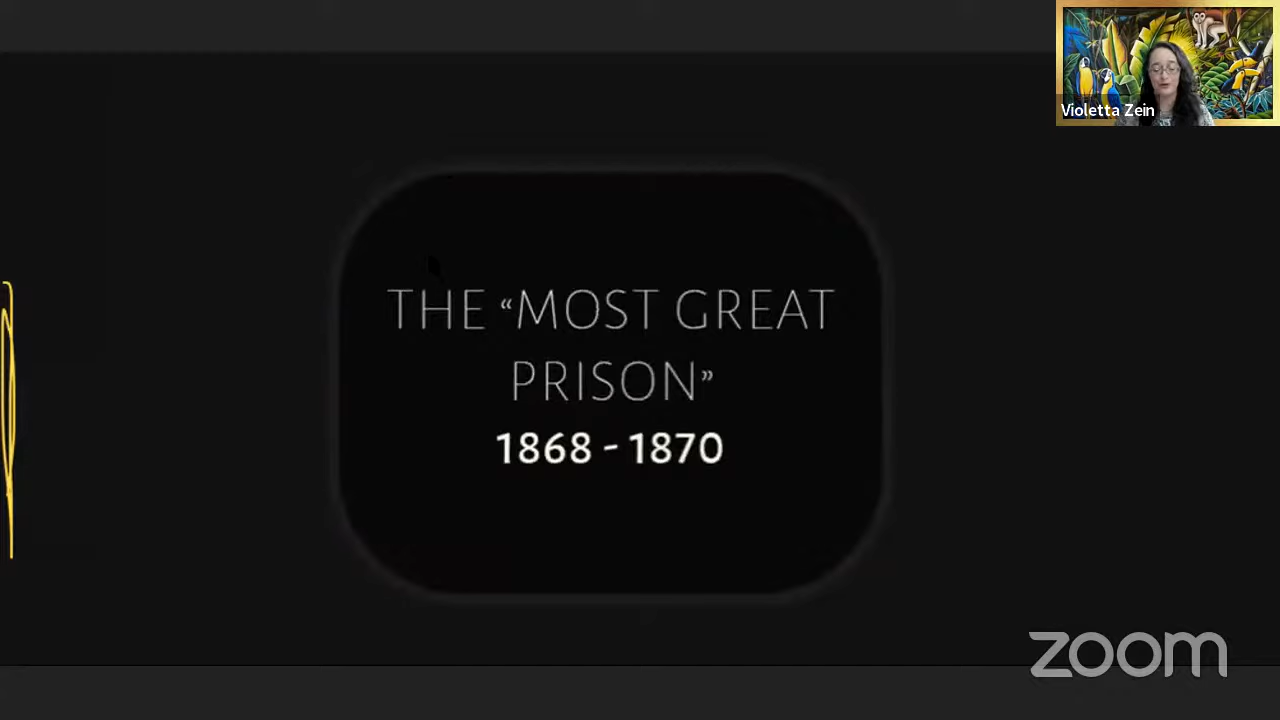 Violetta Zein
THE “MOST GREAT
PRISON”
1868 - 1870
zoom